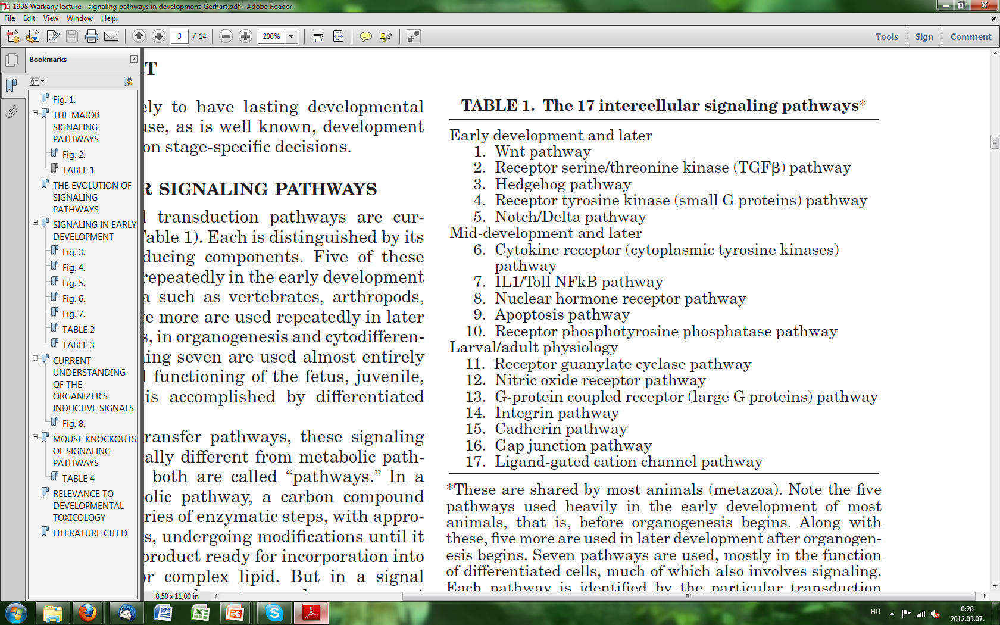 1998 Warkany lecture - signaling pathways in development_Gerhart.pdf - Adobe Reader
File Edit View Window Help
3 / 14 200% Tools Sign Comment
Bookmarks
Fig. 1.
THE MAJOR
SIGNALING
PATHWAYS
Fig. 2.
TABLE 1
THE EVOLUTION OF
SIGNALING
PATHWAYS
SIGNALING IN EARLY
DEVELOPMENT
Fig. 3.
Fig. 4.
Fig. 5.
Fig. 6.
Fig. 7.
TABLE 2
TABLE 3
CURRENT
UNDERSTANDING
OF THE
ORGANIZER'S
INDUCTIVE SIGNALS
Fig. 8.
MOUSE KNOCKOUTS
OF SIGNALING
PATHWAYS
TABLE 4
RELEVANCE TO
DEVELOPMENTAL
TOXICOLOGY
LITERATURE CITED
T
ely to have lasting developmental
use, as is well known, development
on stage-specific decisions.
R SIGNALING PATHWAYS
l transduction pathways are cur-
Table 1). Each is distinguished by its
ducing components. Five of these
repeatedly in the early development
a such as vertebrates, arthropods,
e more are used repeatedly in later
s, in organogenesis and cytodifferen-
ning seven are used almost entirely
l functioning of the fetus, juvenile,
is accomplished by differentiated
ransfer pathways, these signaling
ally different from metabolic path-
both are called “pathways.” In a
olic pathway, a carbon compound
ries of enzymatic steps, with appro-
s, undergoing modifications until it
product ready for incorporation into
or complex lipid. But in a signal
TABLE 1. The 17 intercellular signaling pathways*
Early development and later
1. Wnt pathway
2. Receptor serine/threonine kinase (TGFβ) pathway
3. Hedgehog pathway
4. Receptor tyrosine kinase (small G proteins) pathway
5. Notch/Delta pathway
Mid-development and later
6. Cytokine receptor (cytoplasmic tyrosine kinases)
pathway
7. IL1/Toll NFkB pathway
8. Nuclear hormone receptor pathway
9. Apoptosis pathway
10. Receptor phosphotyrosine phosphatase pathway
Larval/adult physiology
11. Receptor guanylate cyclase pathway
12. Nitric oxide receptor pathway
13. G-protein coupled receptor (large G proteins) pathway
14. Integrin pathway
15. Cadherin pathway
16. Gap junction pathway
17. Ligand-gated cation channel pathway
*These are shared by most animals (metazoa). Note the five
pathways used heavily in the early development of most
animals, that is, before organogenesis begins. Along with
these, five more are used in later development after organogen-
esis begins. Seven pathways are used, mostly in the function
of differentiated cells, much of which also involves signaling.
Each pathway is identified by the particular transduction
8,50 x 11,00 in
HU
0:26
2012.05.07.